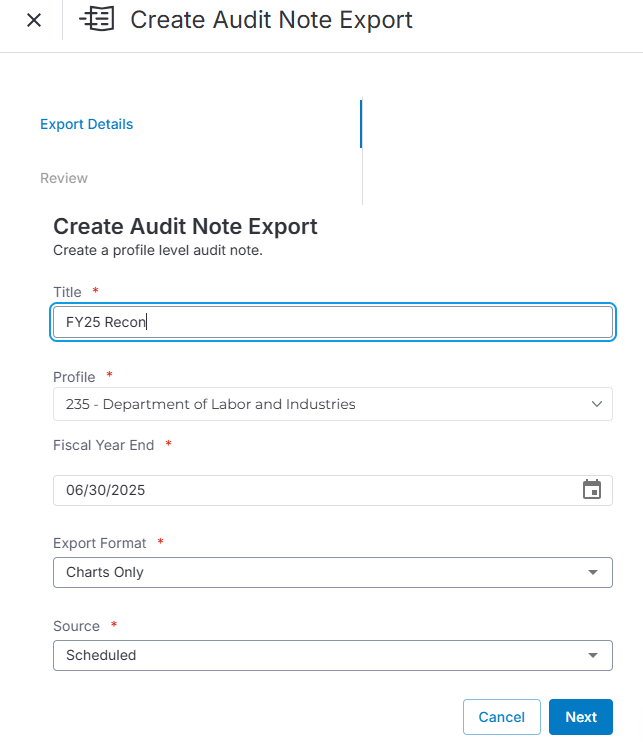 Create Audit Note Export
Export Details
Review
Create Audit Note Export
Create a profile level audit note.
Title *
FY25 Recon
Profile *
235 - Department of Labor and Industries
Fiscal Year End *
06/30/2025
Export Format *
Charts Only
Source *
Scheduled
Cancel Next